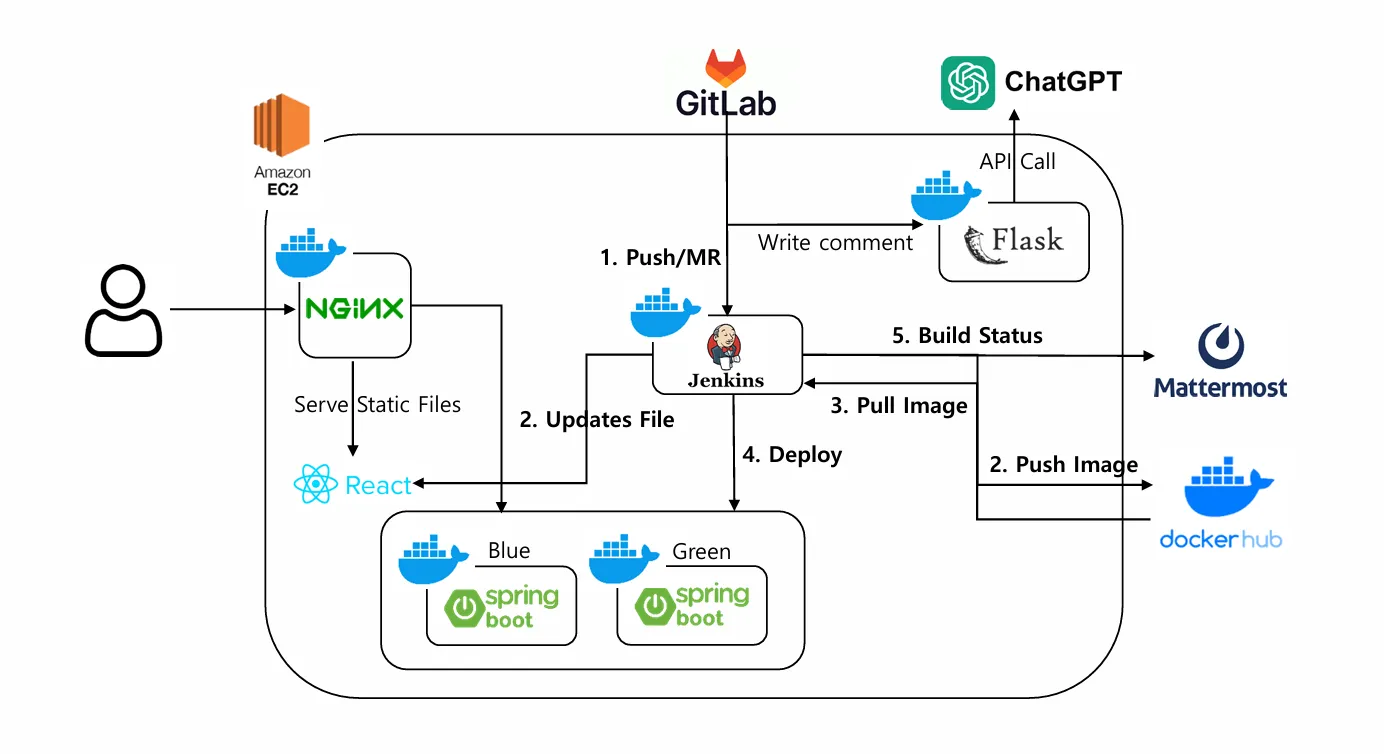 GitLab
ChatGPT
Amazon
EC2
API Call
Flask
Write comment
1. Push/MR
NGINX
5. Build Status
Jenkins
Mattermost
Serve Static Files
3. Pull Image
2. Updates File
4. Deploy
2. Push Image
React
dockerhub
Blue
Green
spring
boot
spring
boot